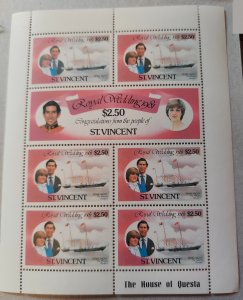 Royal Wedding 1981
$2.50
ST. VINCENT
Royal Wedding 1981
$2.50
ST. VINCENT
Royal Wedding 1981
$2.50
Congratulations from the people of
ST. VINCENT
Royal Wedding 1981
$2.50
ST. VINCENT
Royal Wedding 1981
$2.50
ST. VINCENT
Royal Wedding 1981
$2.50
ST. VINCENT
Royal Wedding 1981
$2.50
ST. VINCENT
The House of Questa